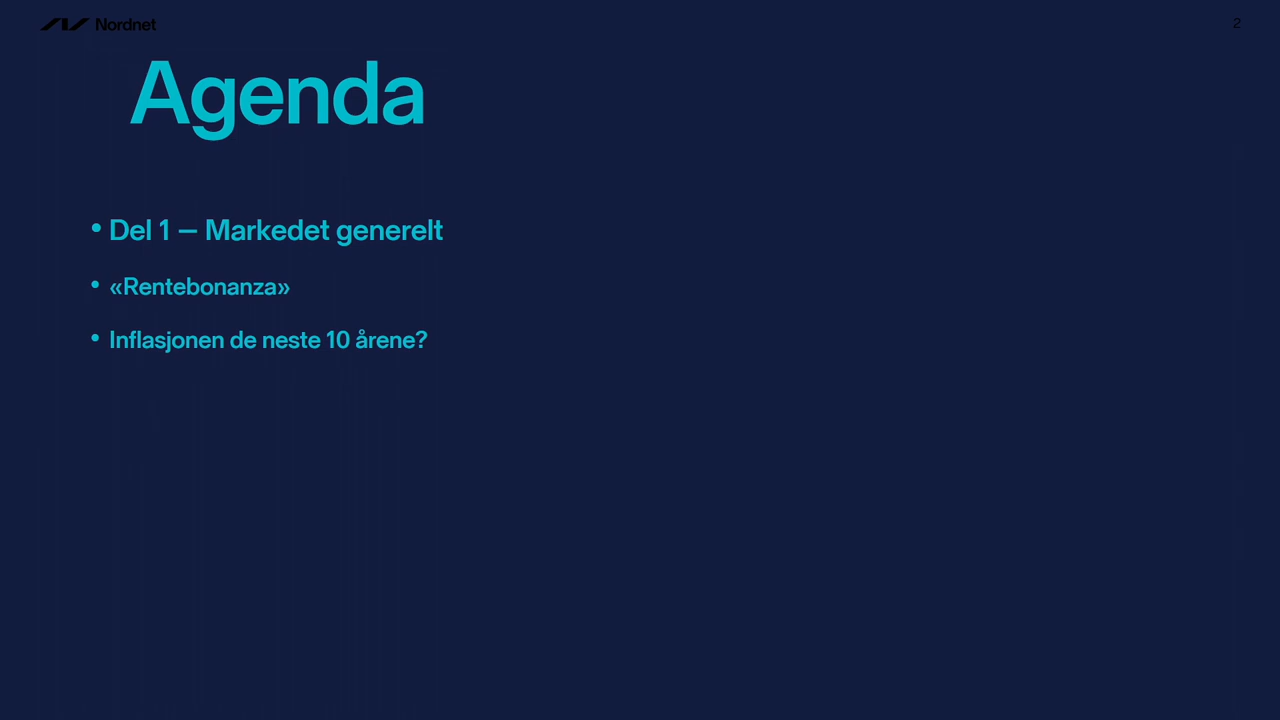 Nordnet
2
Agenda
• Del 1 – Markedet generelt
• «Rentebonanza»
• Inflasjonen de neste 10 årene?